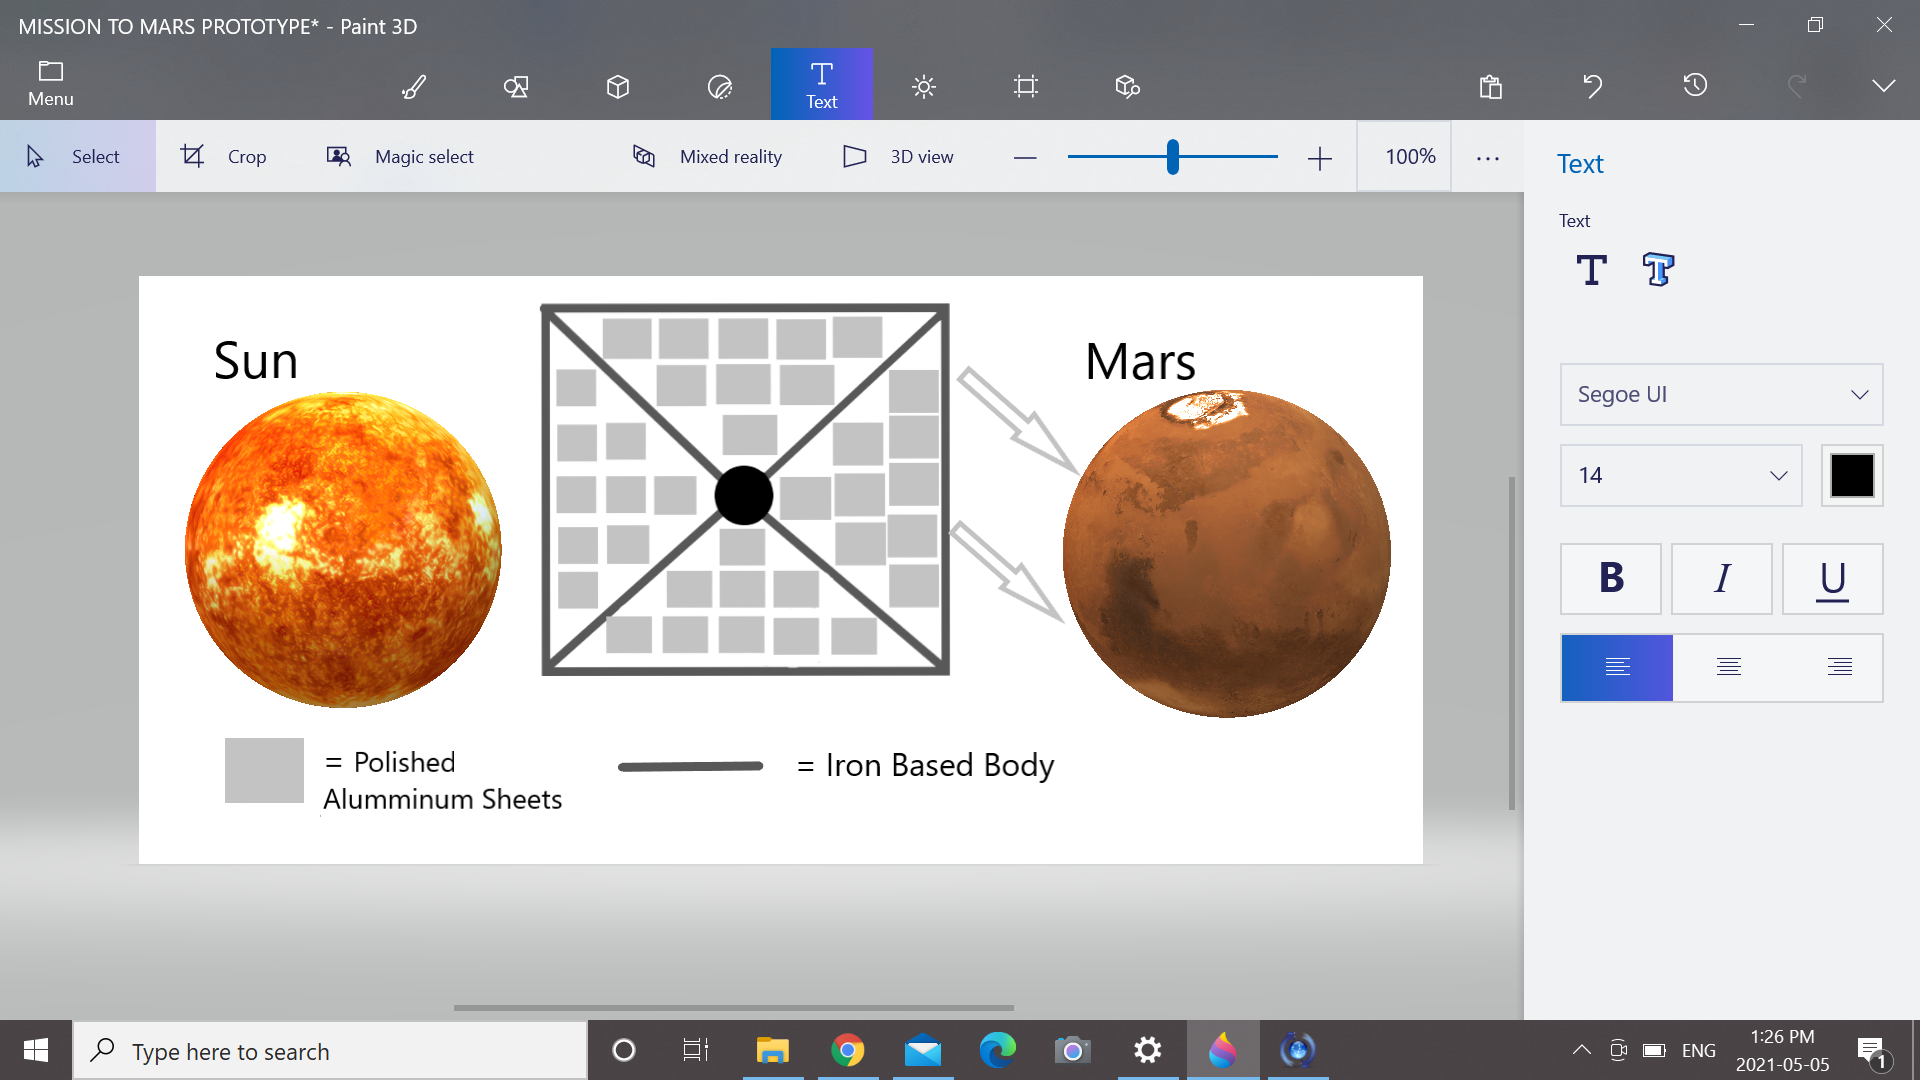 MISSION TO MARS PROTOTYPE* - Paint 3D
Menu
Text
Select
Crop
Magic select
Mixed reality
3D view
100%
Text
Text
Segoe UI
14
B
I
U
Sun
Mars
= Polished
Alumminum Sheets
= Iron Based Body
Type here to search
ENG
1:26 PM
2021-05-05
1